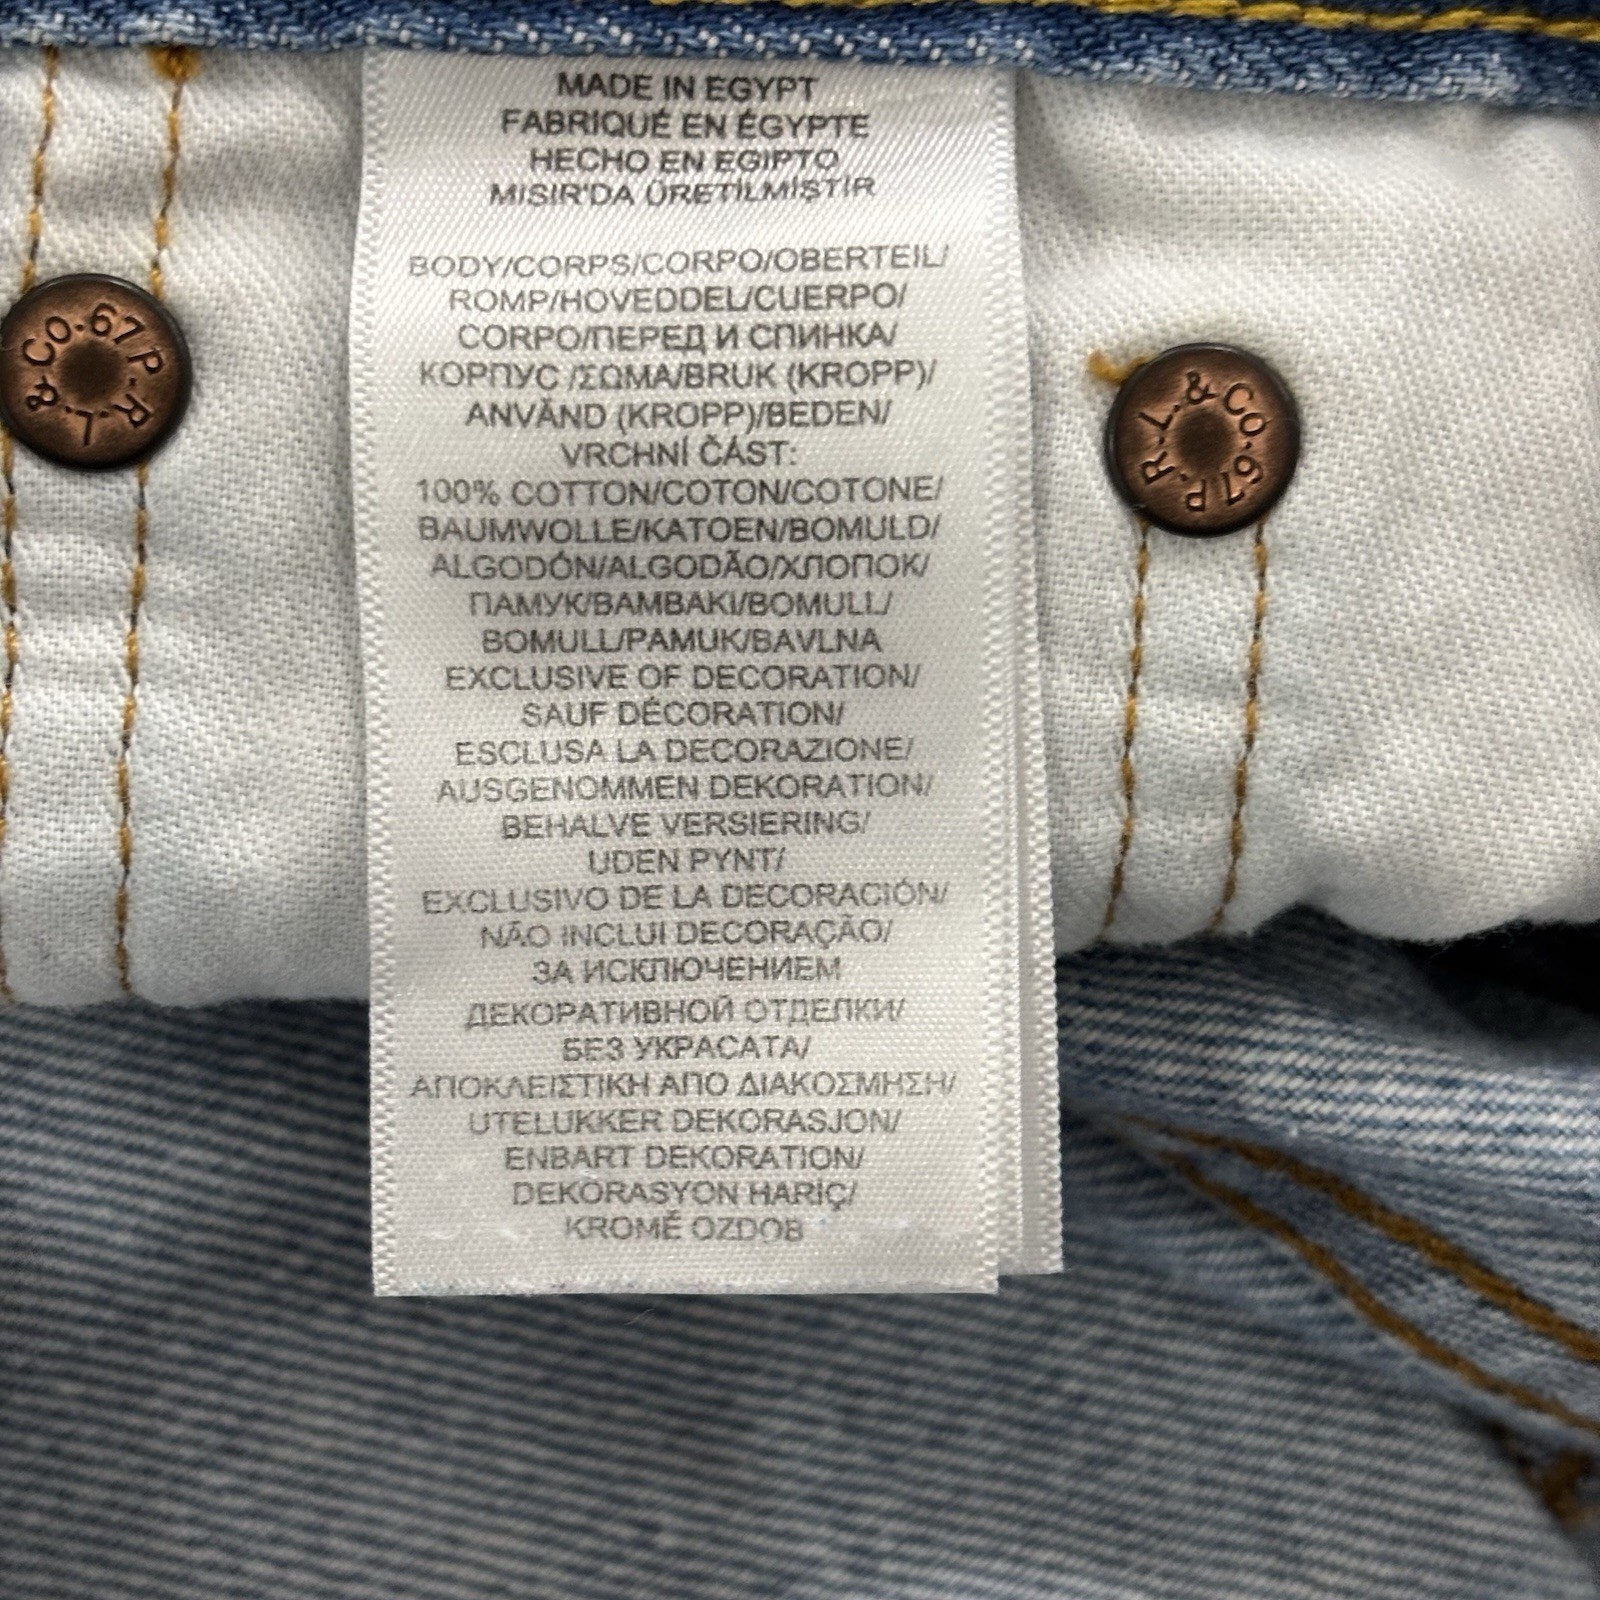 MADE IN EGYPT
FABRIQUÉ EN ÉGYPTE
HECHO EN EGIPTO
MISIR'DA ÜRETİLMİŞTİR
BODY/CORPS/CORPO/OBERTEIL/
ROMP/HOVEDDEL/CUERPO/
CORPO/ПЕРЕД И СПИНКА/
КОРПУС /ΣΩΜΑ/BRUK (KROPP)/
ANVÄND (KROPP)/BEDEN/
VRCHNÍ ČÁST:
100% COTTON/COTON/COTONE/
BAUMWOLLE/KATOEN/BOMULD/
ALGODÓN/ALGODÃO/ХЛОПОК/
ПАМУК/ΒΑΜΒΑΚΙ/BOMULL/
BOMULL/PAMUK/BAVLNA
EXCLUSIVE OF DECORATION/
SAUF DÉCORATION/
ESCLUSA LA DECORAZIONE/
AUSGENOMMEN DEKORATION/
BEHALVE VERSIERING/
UDEN PYNT/
EXCLUSIVO DE LA DECORACIÓN/
NÃO INCLUI DECORAÇÃO/
ЗА ИСКЛЮЧЕНИЕМ
ДЕКОРАТИВНОЙ ОТДЕЛКИ/
БЕЗ УКРАСАТА/
ΑΠΟΚΛΕΙΣΤΙΚΗ ΑΠΟ ΔΙΑΚΟΣΜΗΣΗ/
UTELUKKER DEKORASJON/
ENBART DEKORATION/
DEKORASYON HARİÇ/
KROMĚ OZDOB
P.R.L. & CO. 67
P.R.L. & CO. 67